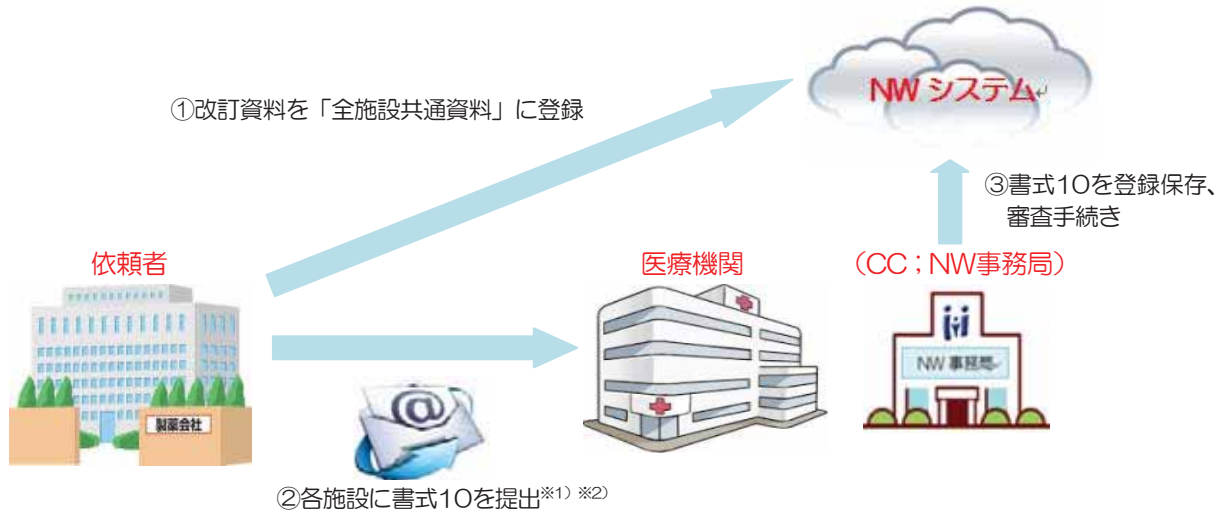 NW システム
①改訂資料を「全施設共通資料」に登録
③書式10を登録保存、
審査手続き
依頼者
医療機関
(CC;NW事務局)
NW 事務局
製薬会社
@
②各施設に書式10を提出※1) ※2)